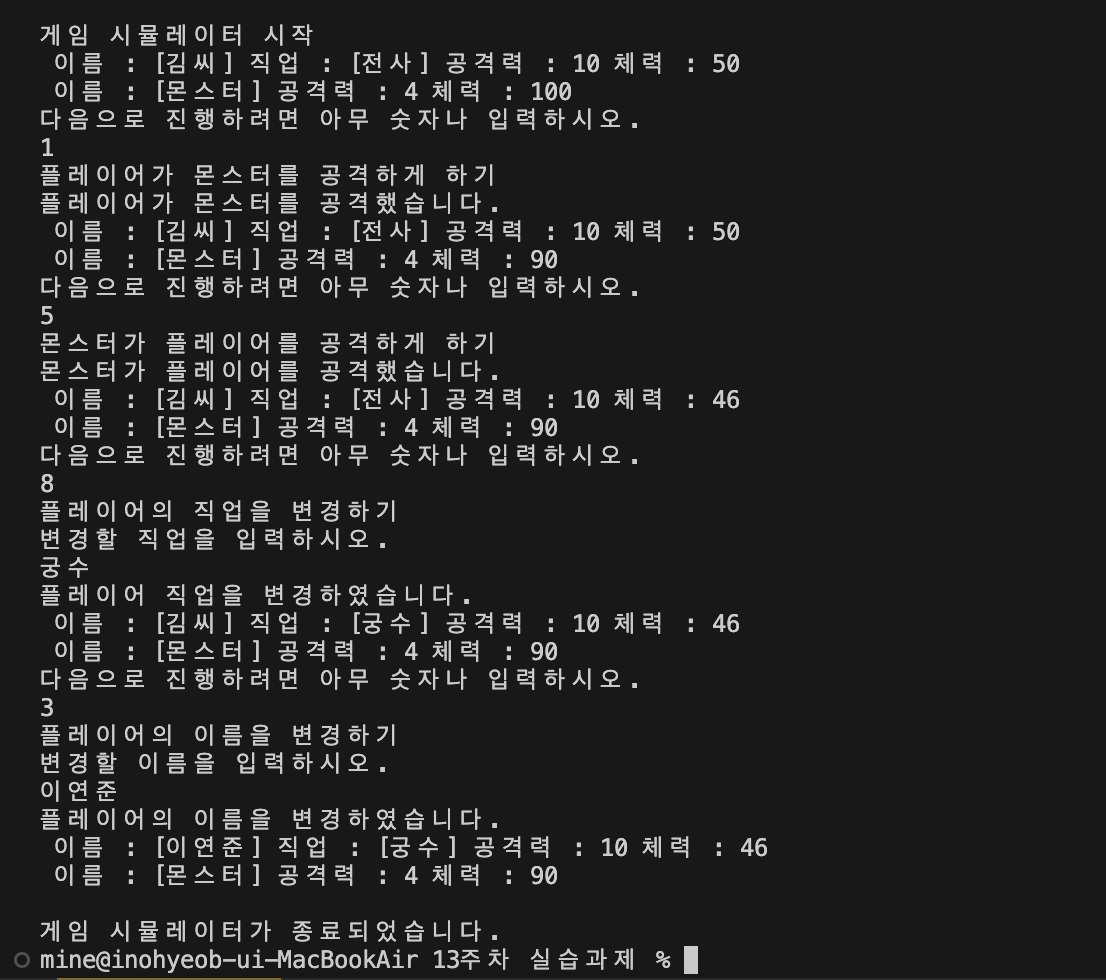 게임 시뮬레이터 시작
이름 : [김씨] 직업 : [전사] 공격력 : 10 체력 : 50
이름 : [몬스터] 공격력 : 4 체력 : 100
다음으로 진행하려면 아무 숫자나 입력하시오.
1
플레이어가 몬스터를 공격하게 하기
플레이어가 몬스터를 공격했습니다.
이름 : [김씨] 직업 : [전사] 공격력 : 10 체력 : 50
이름 : [몬스터] 공격력 : 4 체력 : 90
다음으로 진행하려면 아무 숫자나 입력하시오.
5
몬스터가 플레이어를 공격하게 하기
몬스터가 플레이어를 공격했습니다.
이름 : [김씨] 직업 : [전사] 공격력 : 10 체력 : 46
이름 : [몬스터] 공격력 : 4 체력 : 90
다음으로 진행하려면 아무 숫자나 입력하시오.
8
플레이어의 직업을 변경하기
변경할 직업을 입력하시오.
궁수
플레이어 직업을 변경하였습니다.
이름 : [김씨] 직업 : [궁수] 공격력 : 10 체력 : 46
이름 : [몬스터] 공격력 : 4 체력 : 90
다음으로 진행하려면 아무 숫자나 입력하시오.
3
플레이어의 이름을 변경하기
변경할 이름을 입력하시오.
이연준
플레이어의 이름을 변경하였습니다.
이름 : [이연준] 직업 : [궁수] 공격력 : 10 체력 : 46
이름 : [몬스터] 공격력 : 4 체력 : 90
게임 시뮬레이터가 종료되었습니다.
mine@inohyeob-ui-MacBookAir 13주차 실습과제 %